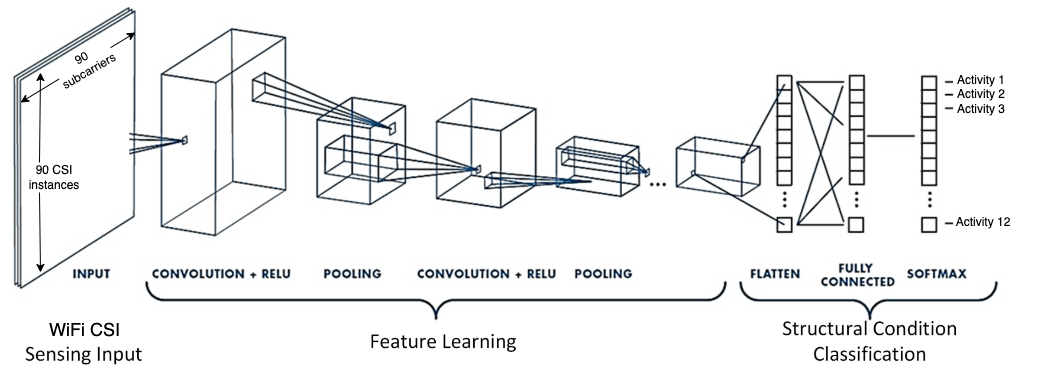 90
subcarriers
90 CSI
instances
Activity 1
Activity 2
Activity 3
...
Activity 12
INPUT
CONVOLUTION + RELU
POOLING
CONVOLUTION + RELU
POOLING
FLATTEN
FULLY
CONNECTED
SOFTMAX
WiFi CSI
Sensing Input
Feature Learning
Structural Condition
Classification